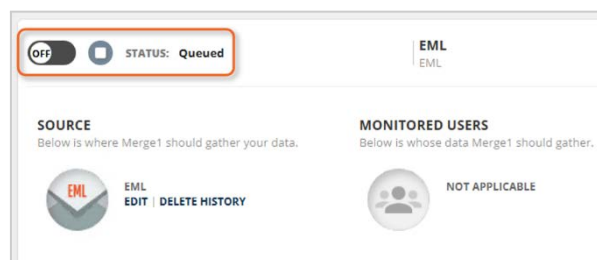 OFF STATUS: Queued
EML
EML
SOURCE
Below is where Merge1 should gather your data.
EML
EML
EDIT | DELETE HISTORY
MONITORED USERS
Below is whose data Merge1 should gather.
NOT APPLICABLE